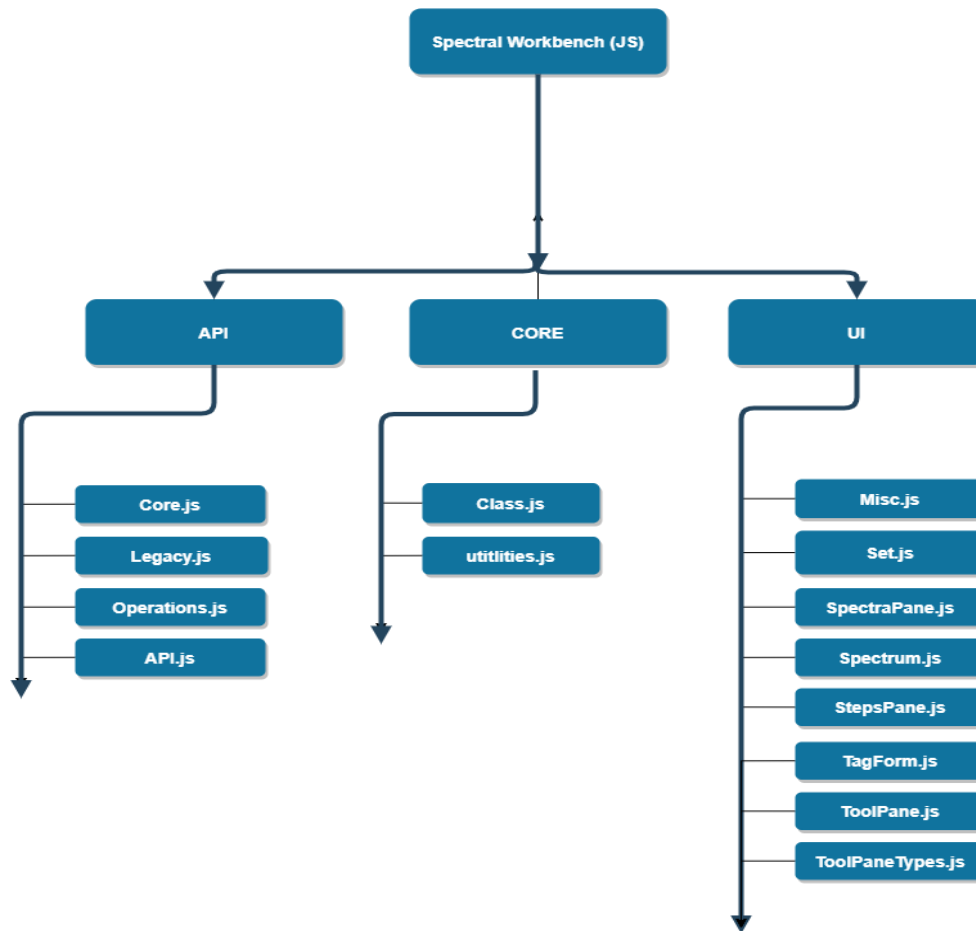 Spectral Workbench (JS)
API
CORE
UI
Core.js
Legacy.js
Operations.js
API.js
Class.js
utitlities.js
Misc.js
Set.js
SpectraPane.js
Spectrum.js
StepsPane.js
TagForm.js
ToolPane.js
ToolPaneTypes.js